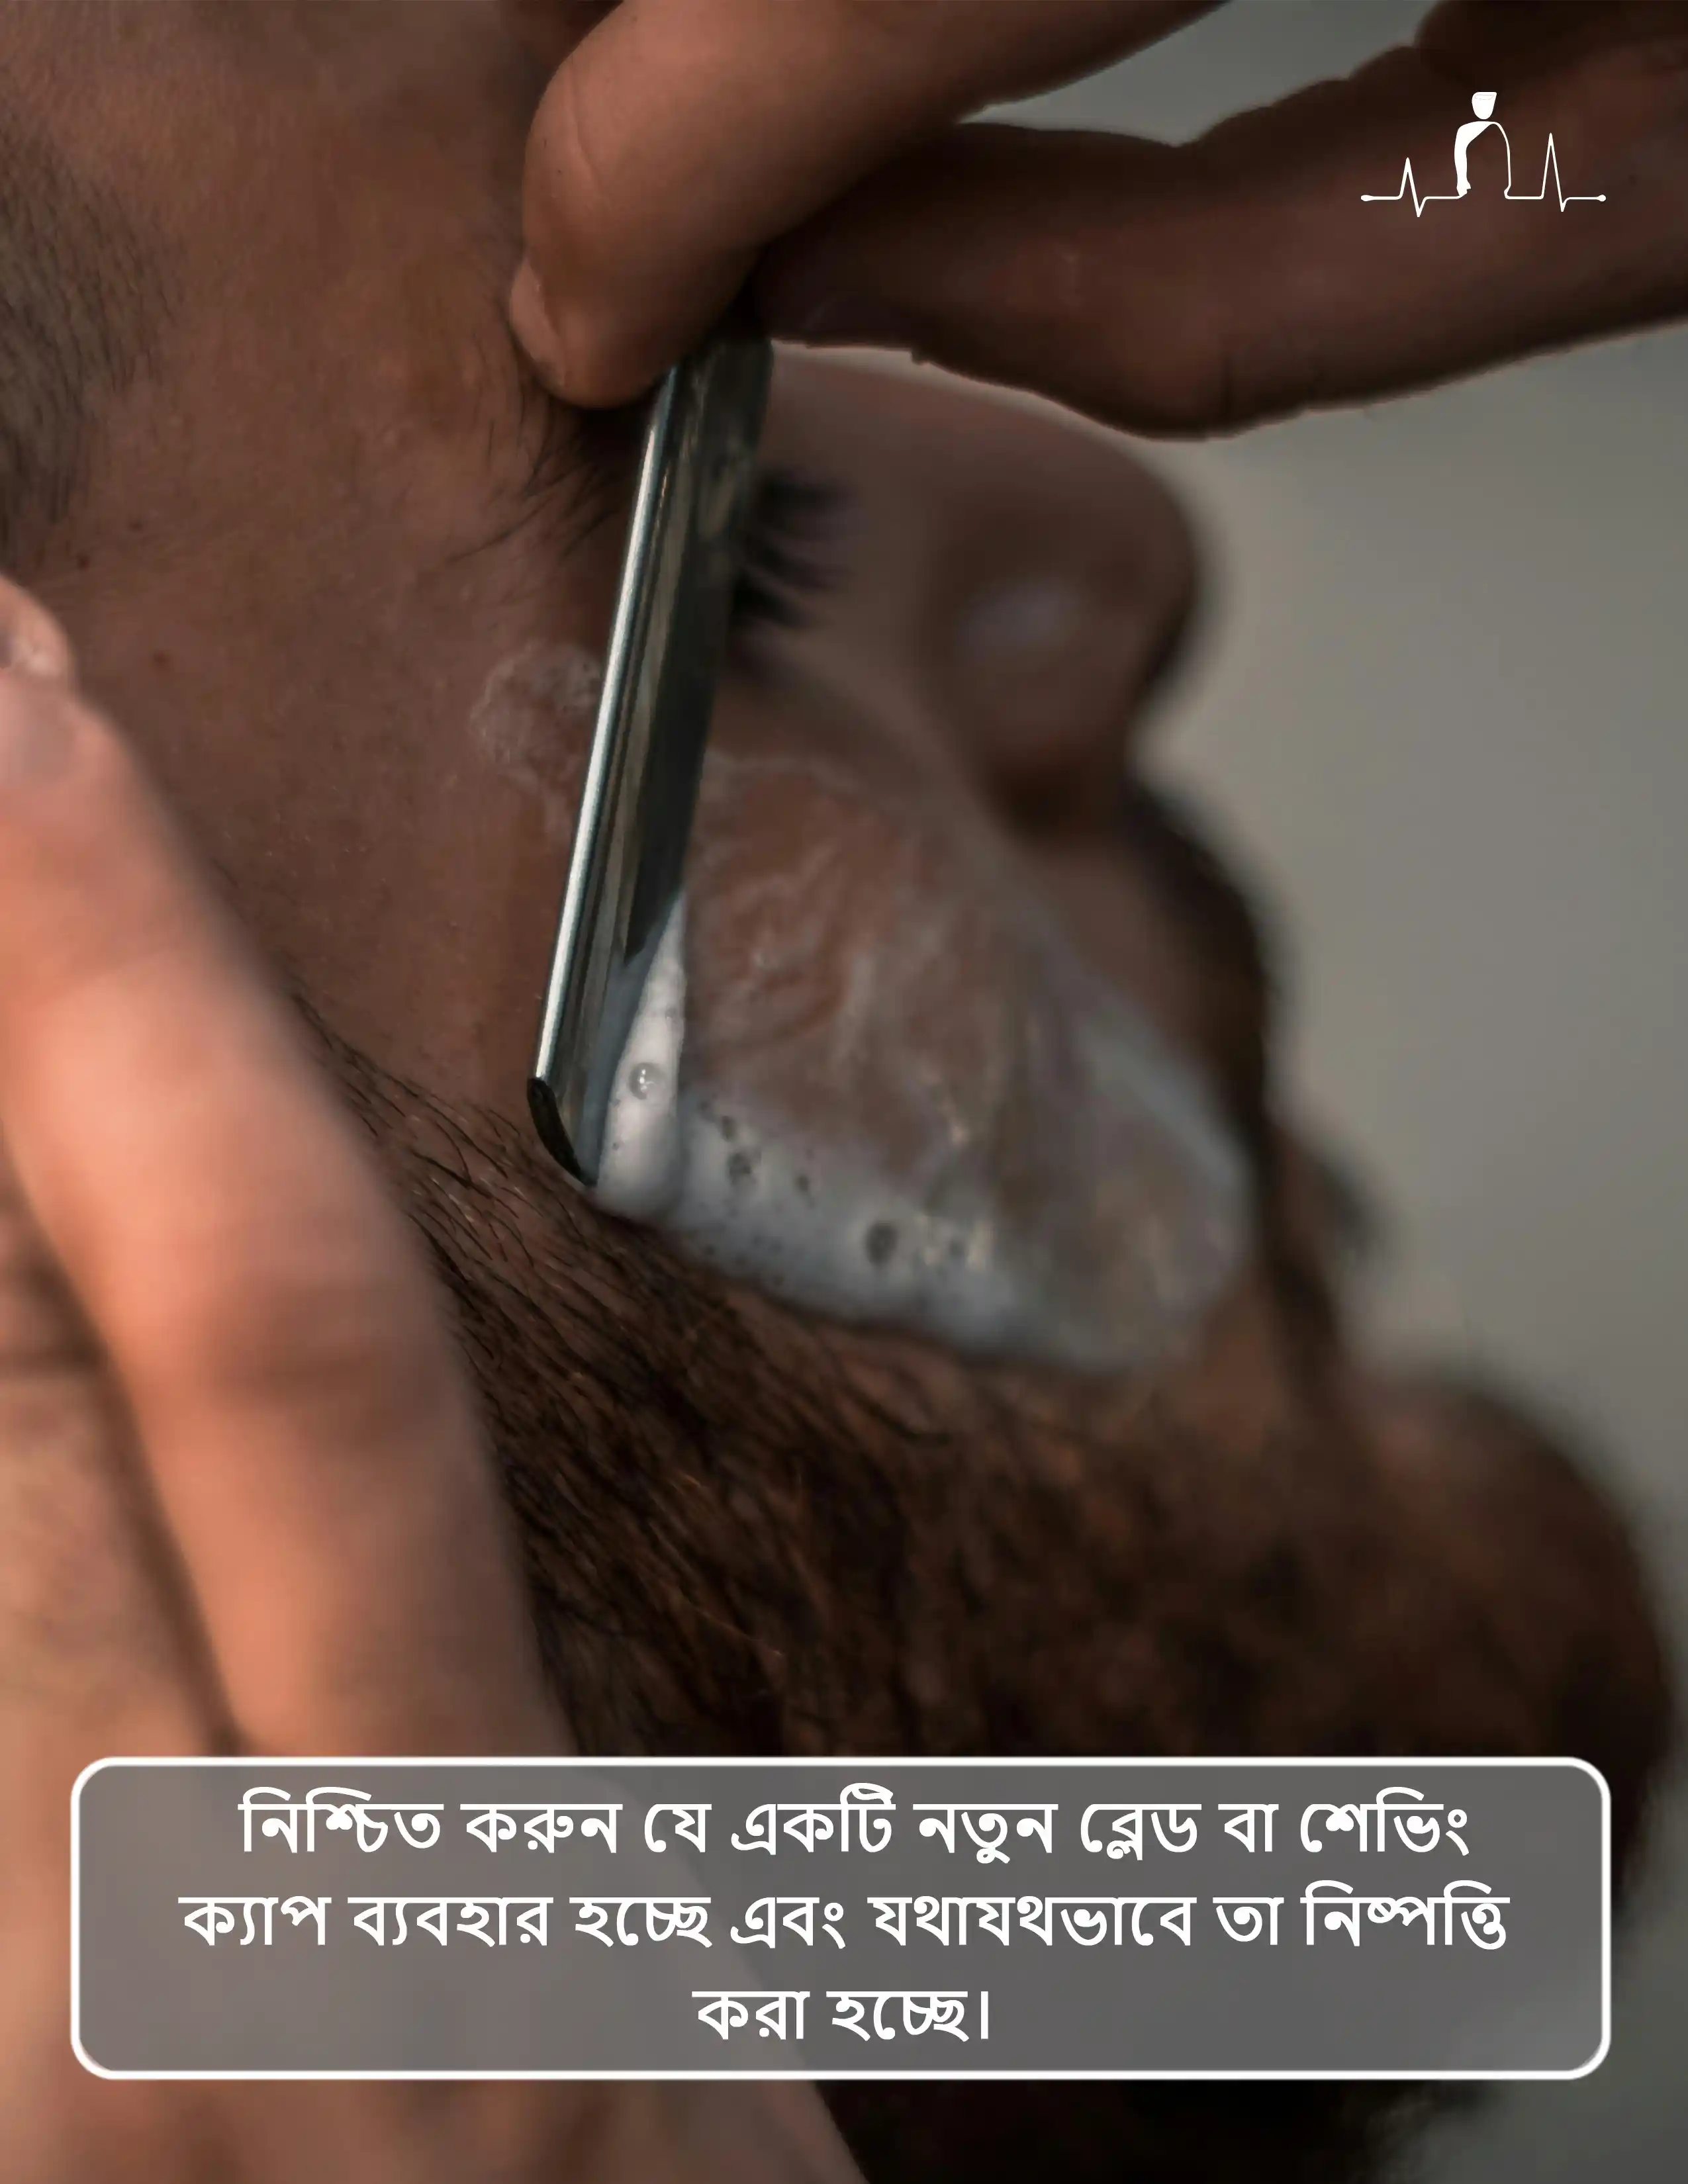 নিশ্চিত করুন যে একটি নতুন ব্লেড বা শেভিং
ক্যাপ ব্যবহার হচ্ছে এবং যথাযথভাবে তা নিষ্পত্তি
করা হচ্ছে।